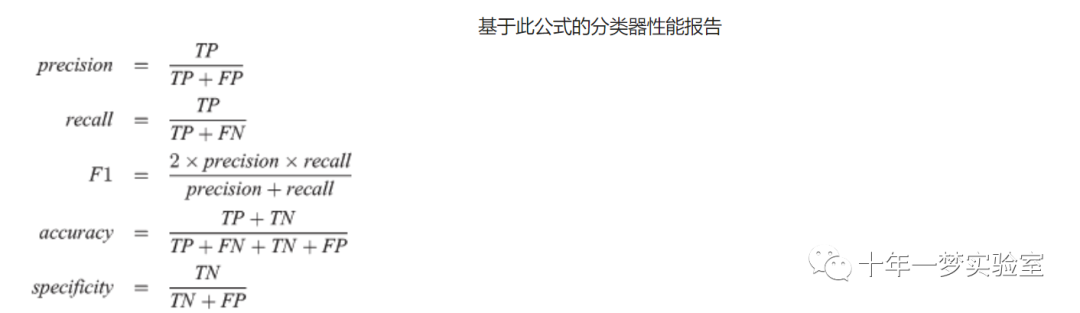 基于此公式的分类器性能报告
precision = \frac{TP}{TP + FP}
recall = \frac{TP}{TP + FN}
F1 = \frac{2 × precision × recall}{precision + recall}
accuracy = \frac{TP + TN}{TP + FN + TN + FP}
specificity = \frac{TN}{TN + FP}
十年一梦实验室